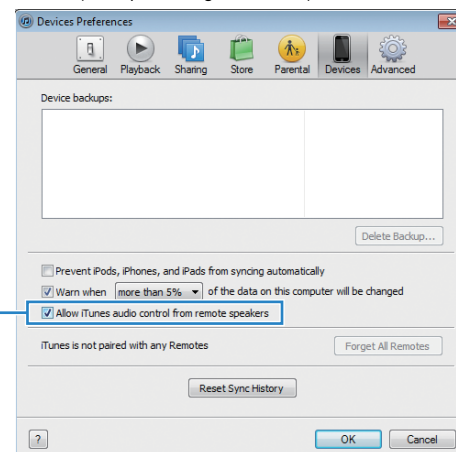 Devices Preferences
General Playback Sharing Store Parental Devices Advanced
Device backups:
Delete Backup...
Prevent iPods, iPhones, and iPads from syncing automatically
Warn when more than 5% of the data on this computer will be changed
Allow iTunes audio control from remote speakers
iTunes is not paired with any Remotes Forget All Remotes
Reset Sync History
? OK Cancel